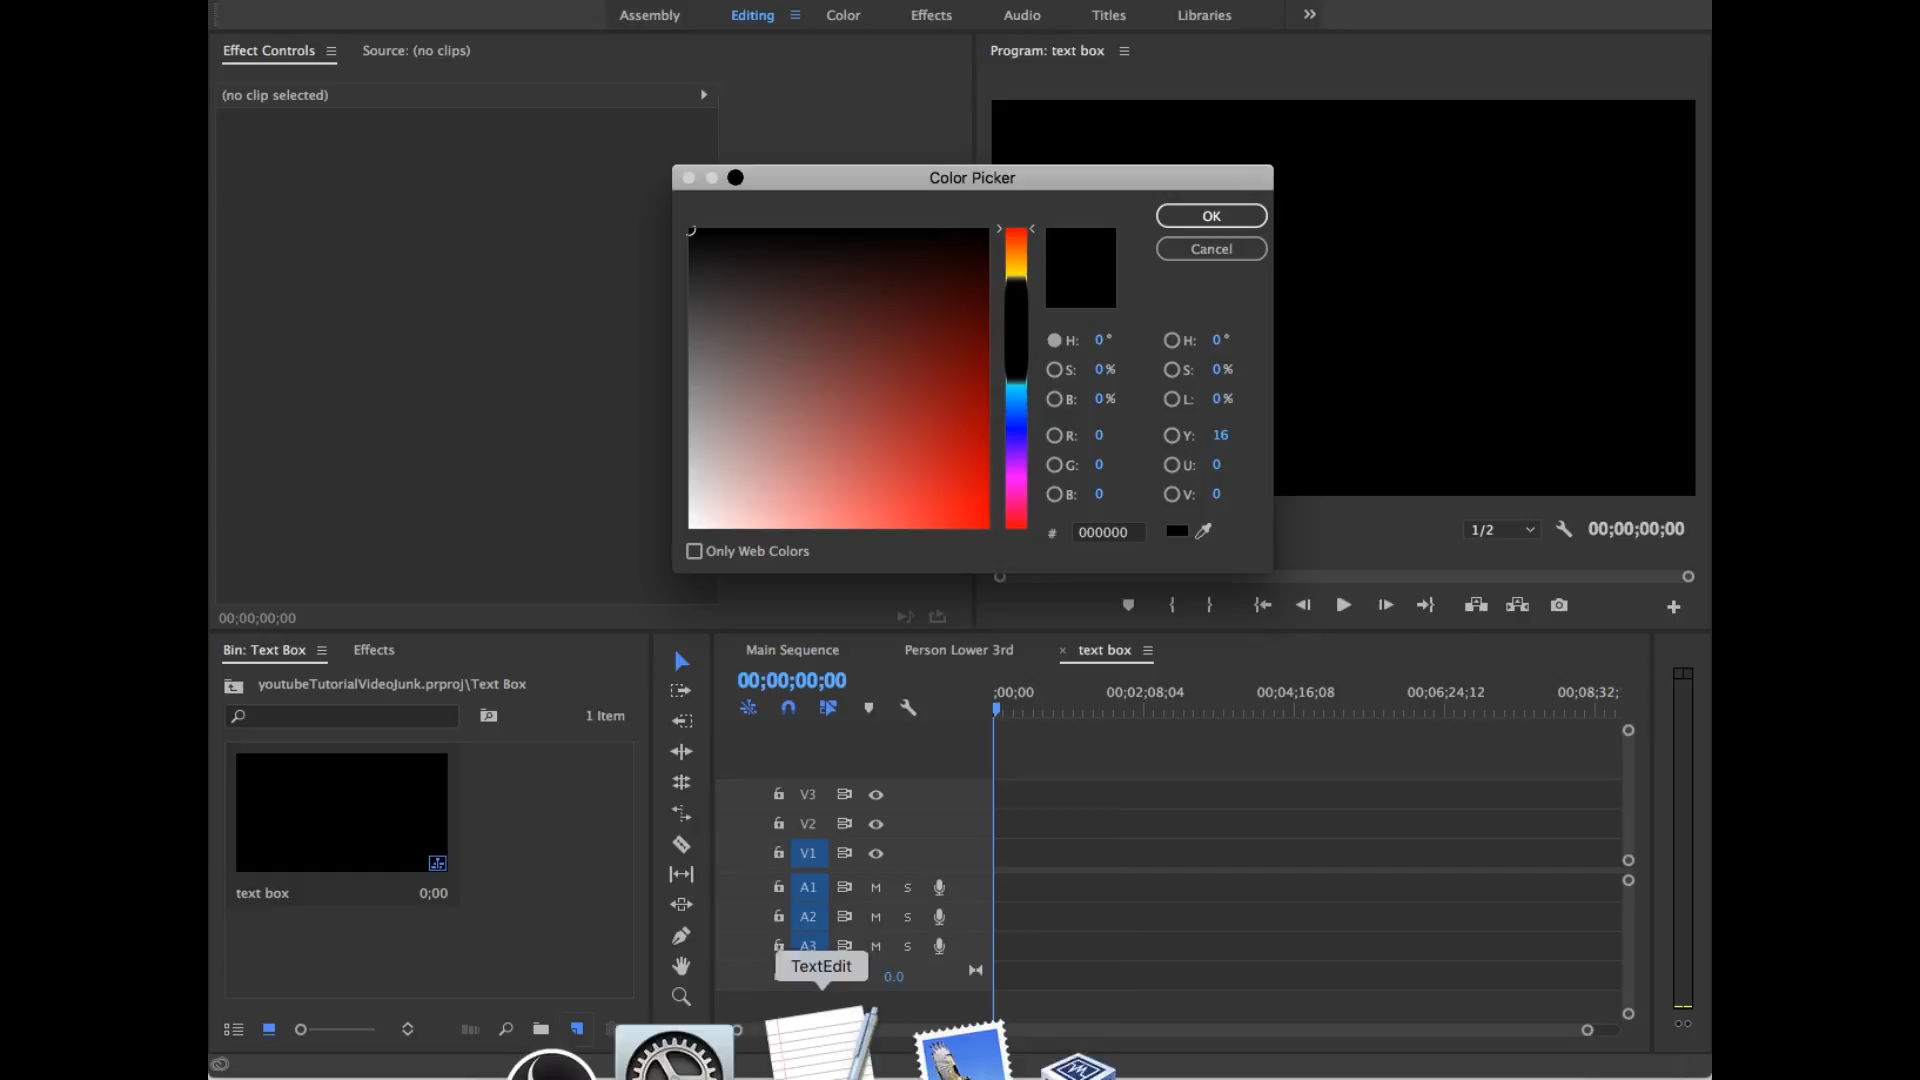 Assembly
Editing
Color
Effects
Audio
Titles
Libraries
Effect Controls
Source: (no clips)
Program: text box
(no clip selected)
Color Picker
OK
Cancel
H: 0 °
H: 0 °
S: 0 %
S: 0 %
B: 0 %
L: 0 %
R: 0
Y: 16
G: 0
U: 0
B: 0
V: 0
# 000000
Only Web Colors
1/2
00;00;00;00
00;00;00;00
Bin: Text Box
Effects
Main Sequence
Person Lower 3rd
× text box
youtubeTutorialVideoJunk.prproj\Text Box
1 Item
00;00;00;00
;00;00
00;02;08;04
00;04;16;08
00;06;24;12
00;08;32;
text box
0;00
V3
V2
V1
A1 M S
A2 M S
A3 M S
TextEdit
0.0